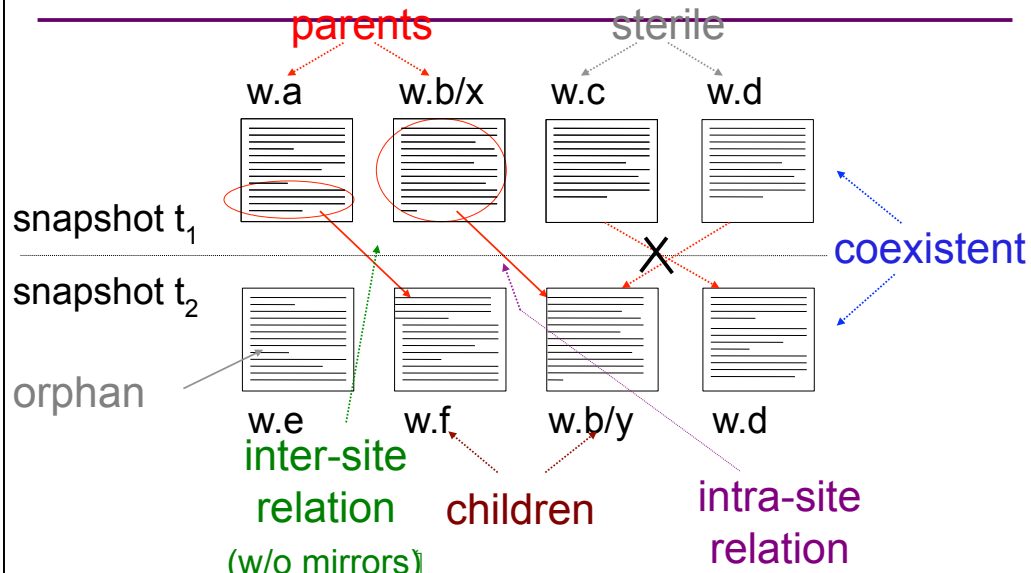 parents sterile
w.a w.b/x w.c w.d
snapshot t1
coexistent
snapshot t2
X
orphan
w.e w.f w.b/y w.d
inter-site
relation
(w/o mirrors)
children
intra-site
relation